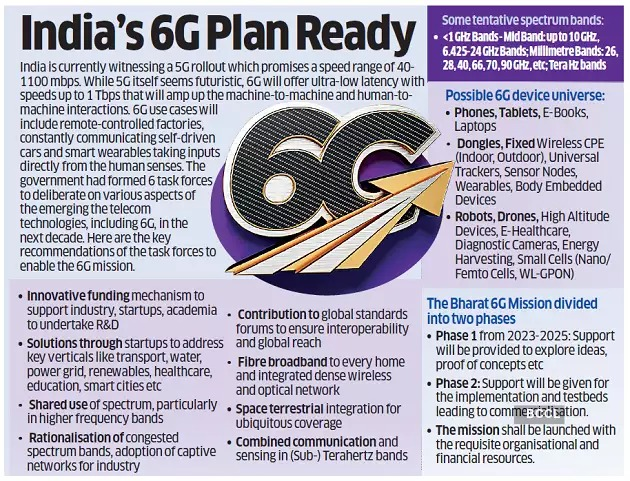 India's 6G Plan Ready
India is currently witnessing a 5G rollout which promises a speed range of 40-
1100 mbps. While 5G itself seems futuristic, 6G will offer ultra-low latency with
speeds up to 1 Tbps that will amp up the machine-to-machine and human-to-
machine interactions. 6G use cases will
include remote-controlled factories,
constantly communicating self-driven
cars and smart wearables taking inputs
directly from the human senses. The
government had formed 6 task forces
to deliberate on various aspects of
the emerging the telecom
technologies, including 6G, in the
next decade. Here are the key
recommendations of the task forces to
enable the 6G mission.
6G
• Innovative funding mechanism to
support industry, startups, academia
to undertake R&D
• Solutions through startups to address
key verticals like transport, water,
power grid, renewables, healthcare,
education, smart cities etc
• Shared use of spectrum, particularly
in higher frequency bands
• Rationalisation of congested
spectrum bands, adoption of captive
networks for industry
• Contribution to global standards
forums to ensure interoperability
and global reach
• Fibre broadband to every home
and integrated dense wireless
and optical network
• Space terrestrial integration for
ubiquitous coverage
• Combined communication and
sensing in (Sub-) Terahertz bands
Some tentative spectrum bands:
• <1 GHz Bands - Mid Band: up to 10 GHz,
6.425-24 GHz Bands; Millimetre Bands: 26,
28, 40, 66, 70, 90 GHz, etc; Tera Hz bands
Possible 6G device universe:
• Phones, Tablets, E-Books,
Laptops
• Dongles, Fixed Wireless CPE
(Indoor, Outdoor), Universal
Trackers, Sensor Nodes,
Wearables, Body Embedded
Devices
• Robots, Drones, High Altitude
Devices, E-Healthcare,
Diagnostic Cameras, Energy
Harvesting, Small Cells (Nano/
Femto Cells, WL-GPON)
The Bharat 6G Mission divided
into two phases
• Phase 1 from 2023-2025: Support
will be provided to explore ideas,
proof of concepts etc
• Phase 2: Support will be given for
the implementation and testbeds
leading to
BCCL
• The mission shall be launched with
the requisite organisational and
financial resources.